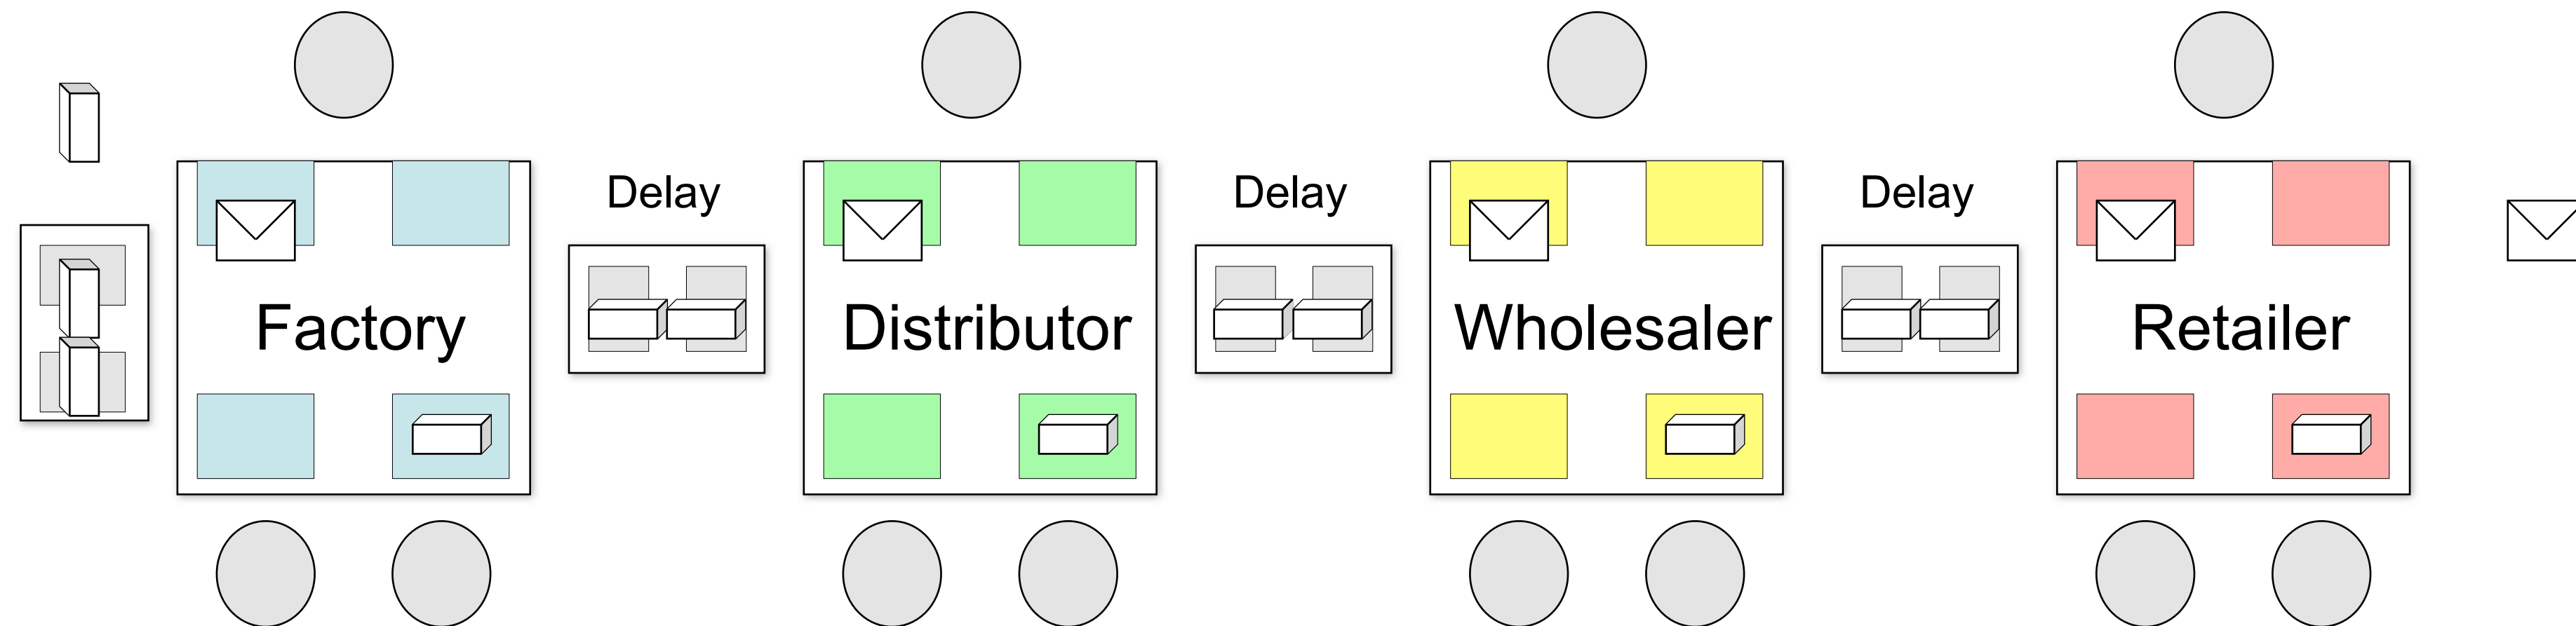 Delay
Delay
Delay
Factory
Distributor
Wholesaler
Retailer